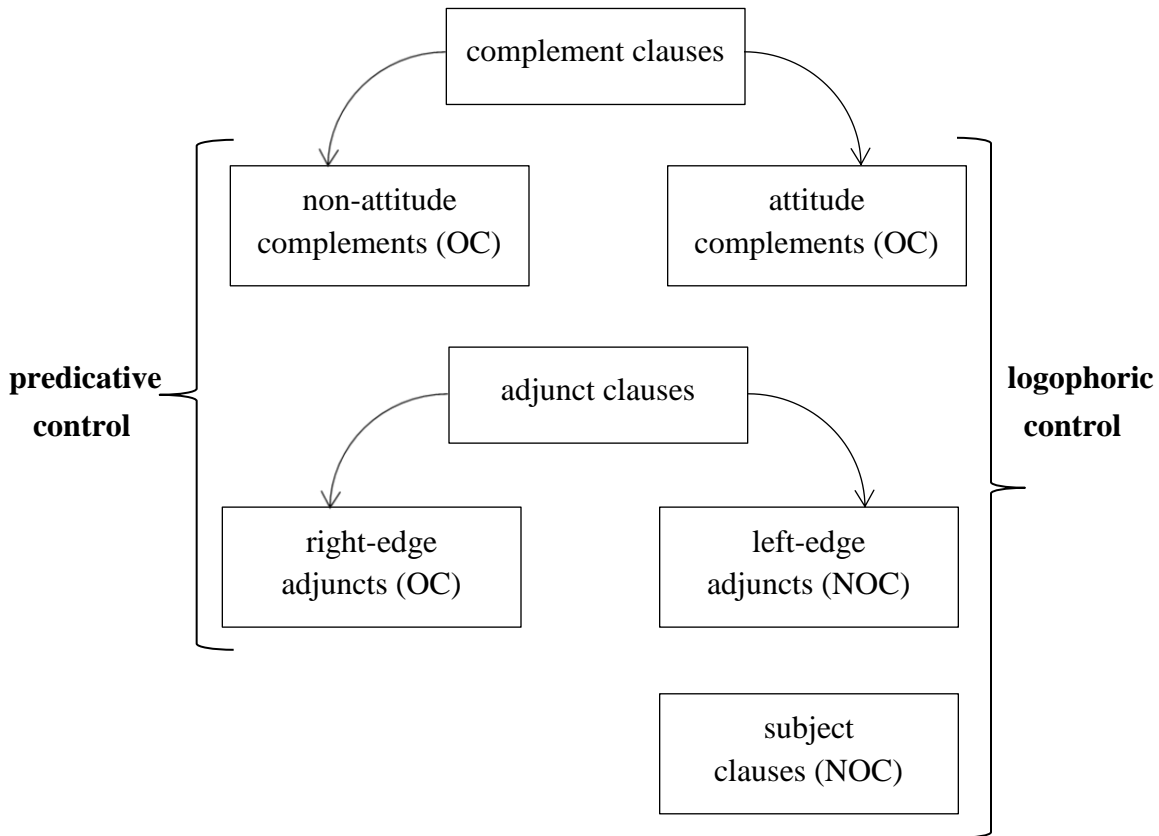 complement clauses
non-attitude
complements (OC)
attitude
complements (OC)
predicative
control
adjunct clauses
logophoric
control
right-edge
adjuncts (OC)
left-edge
adjuncts (NOC)
subject
clauses (NOC)